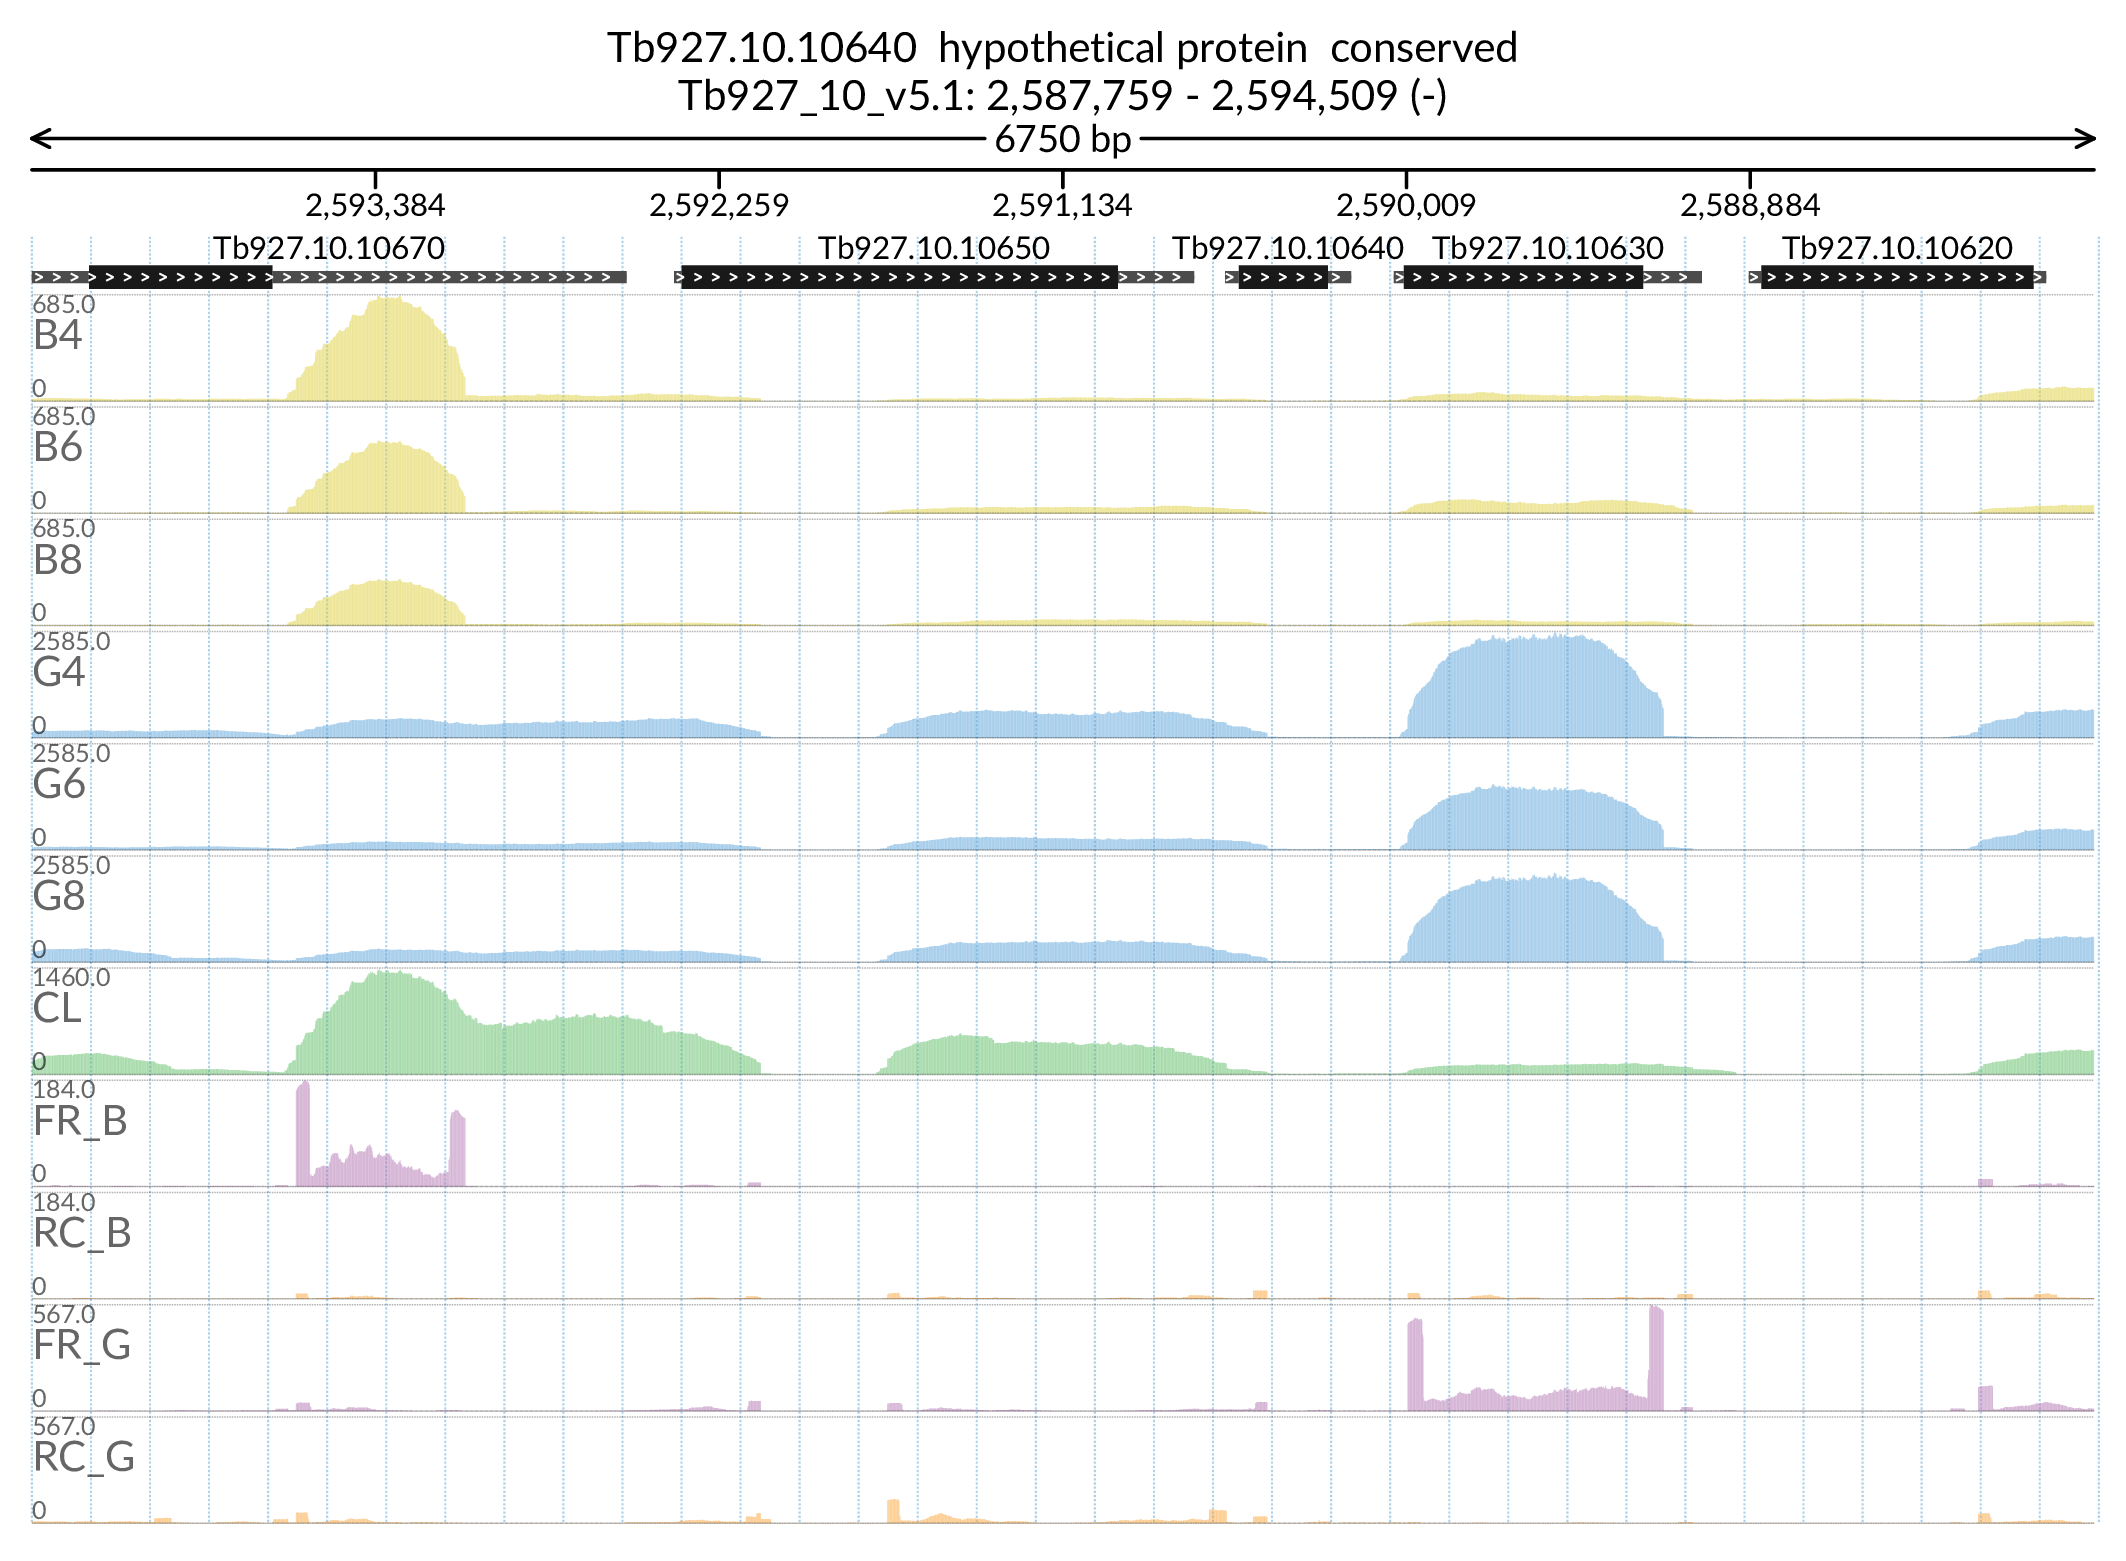 Tb927.10.10640 hypothetical protein conserved
Tb927_10_v5.1: 2,587,759 - 2,594,509 (-)
6750 bp
2,593,384 2,592,259 2,591,134 2,590,009 2,588,884
Tb927.10.10670 Tb927.10.10650 Tb927.10.10640 Tb927.10.10630 Tb927.10.10620
685.0
B4
0
685.0
B6
0
685.0
B8
0
2585.0
G4
0
2585.0
G6
0
2585.0
G8
0
1460.0
CL
0
184.0
FR_B
0
184.0
RC_B
0
567.0
FR_G
0
567.0
RC_G
0